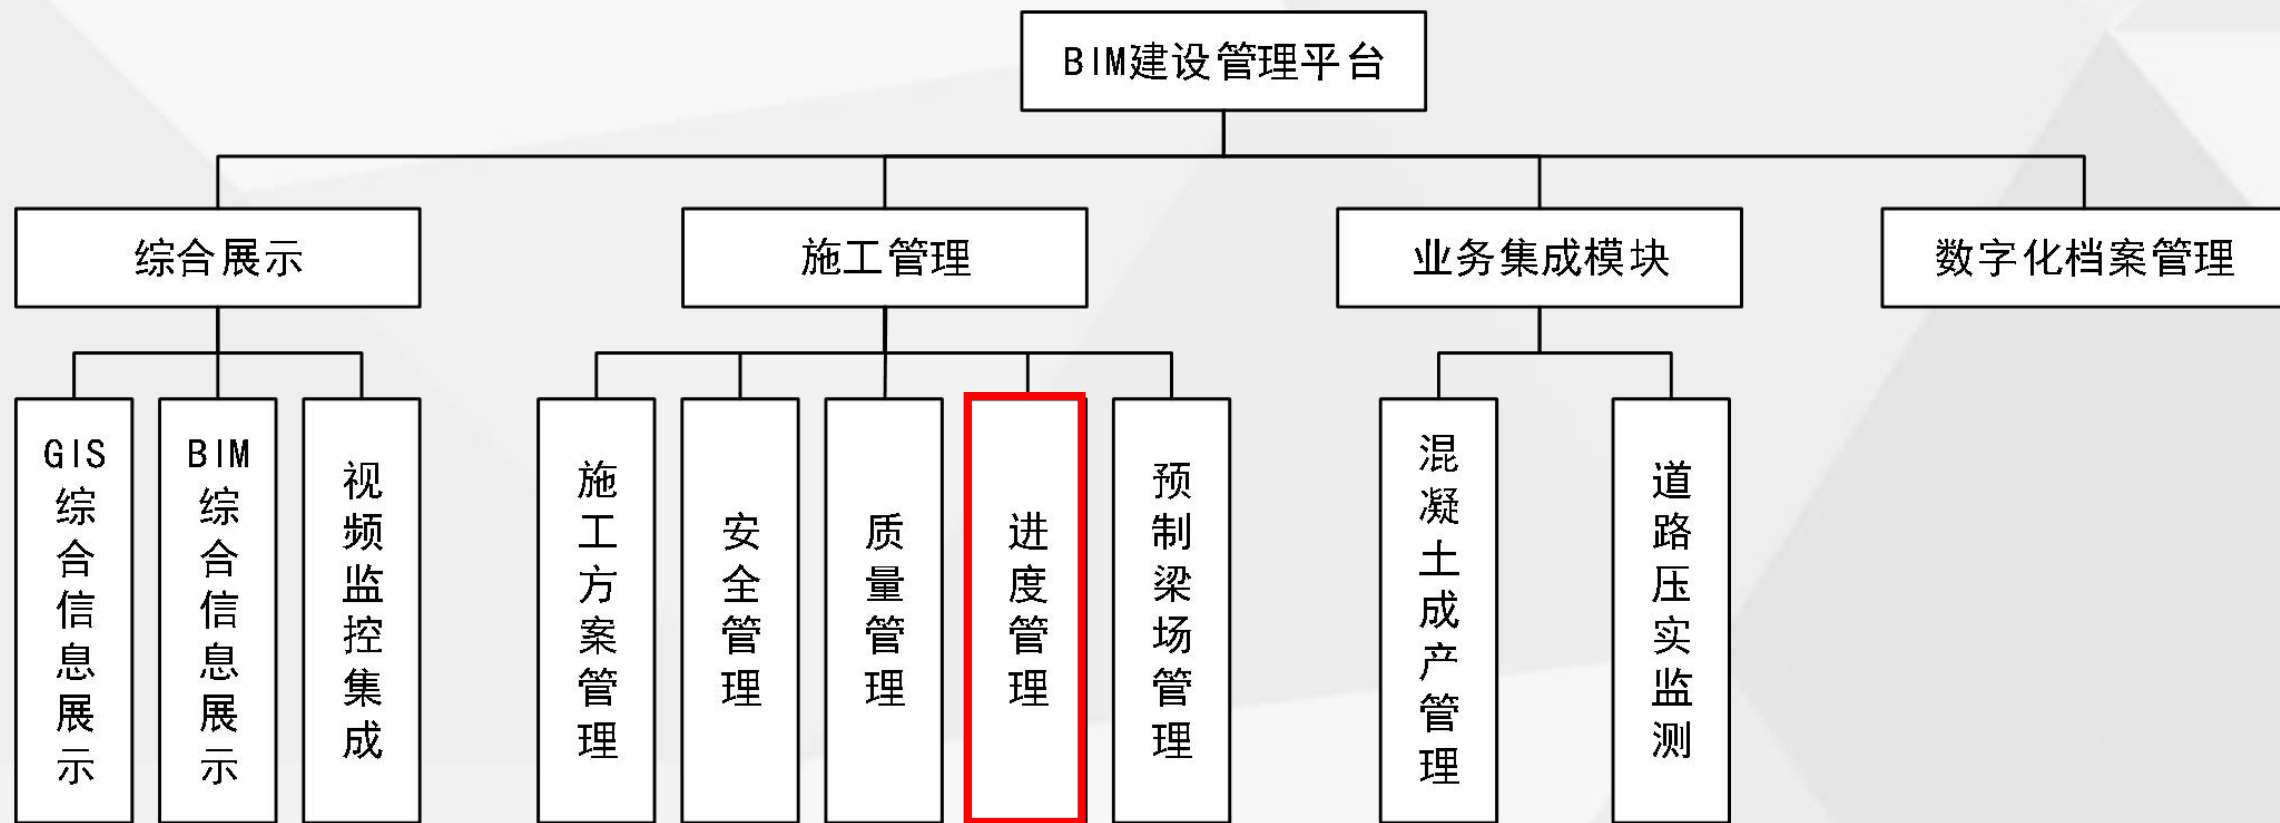 BIM建设管理平台
综合展示
施工管理
业务集成模块
数字化档案管理
GIS综合信息展示
BIM综合信息展示
视频监控集成
施工方案管理
安全管理
质量管理
进度管理
预制梁场管理
混凝土成产管理
道路压实监测